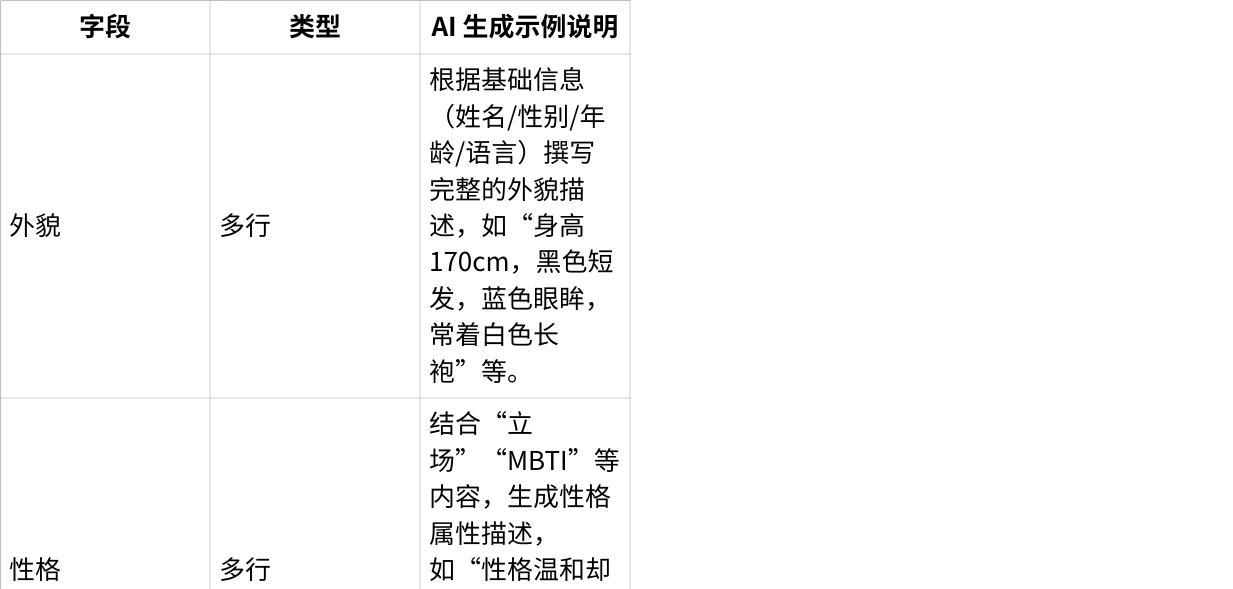 字段 类型 AI 生成示例说明
外貌 多行 根据基础信息
（姓名/性别/年
龄/语言）撰写
完整的外貌描
述，如“身高
170cm，黑色短
发，蓝色眼眸，
常着白色长
袍”等。
性格 多行 结合“立
场”“MBTI”等
内容，生成性格
属性描述，
如“性格温和却